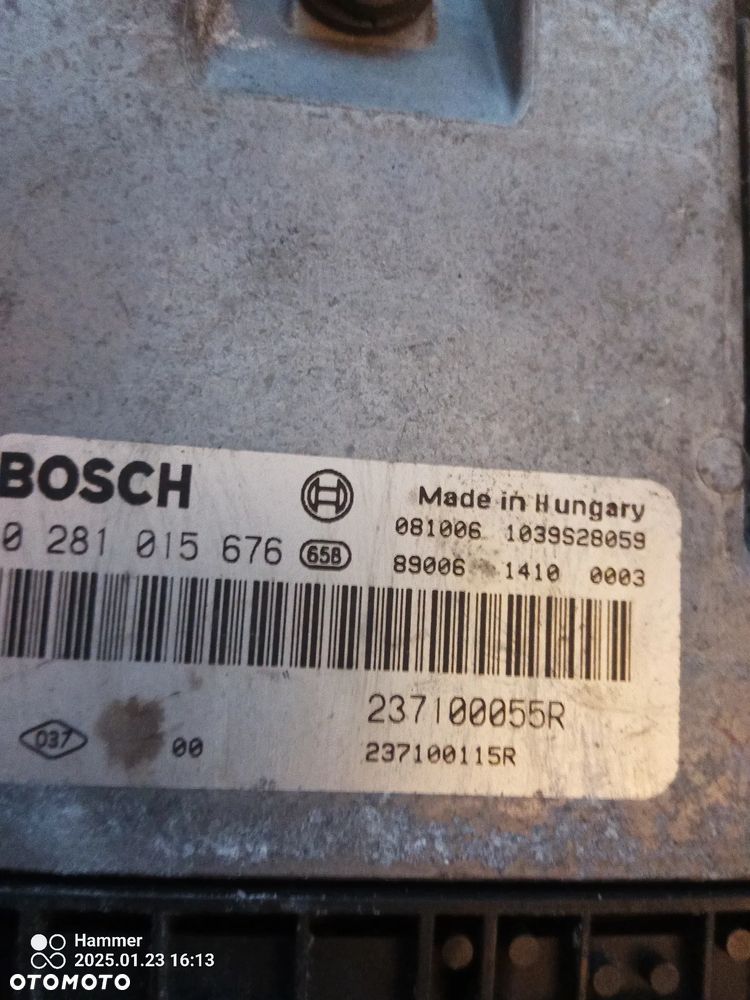 BOSCH
Made in Hungary
0 281 015 676 65B
081006 1039S28059
89006 1410 0003
237100055R
037 00
237100115R
Hammer
2025.01.23 16:13
OTOMOTO